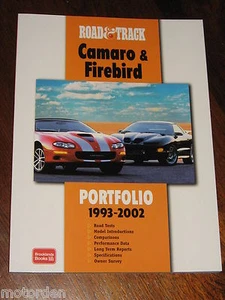 ROAD & TRACK
Camaro &
Firebird
PORTFOLIO
1993-2002
Road Tests
Model Introductions
Comparisons
Performance Data
Long Term Reports
Specifications
Owner Survey
Brooklands
Books
© motorden